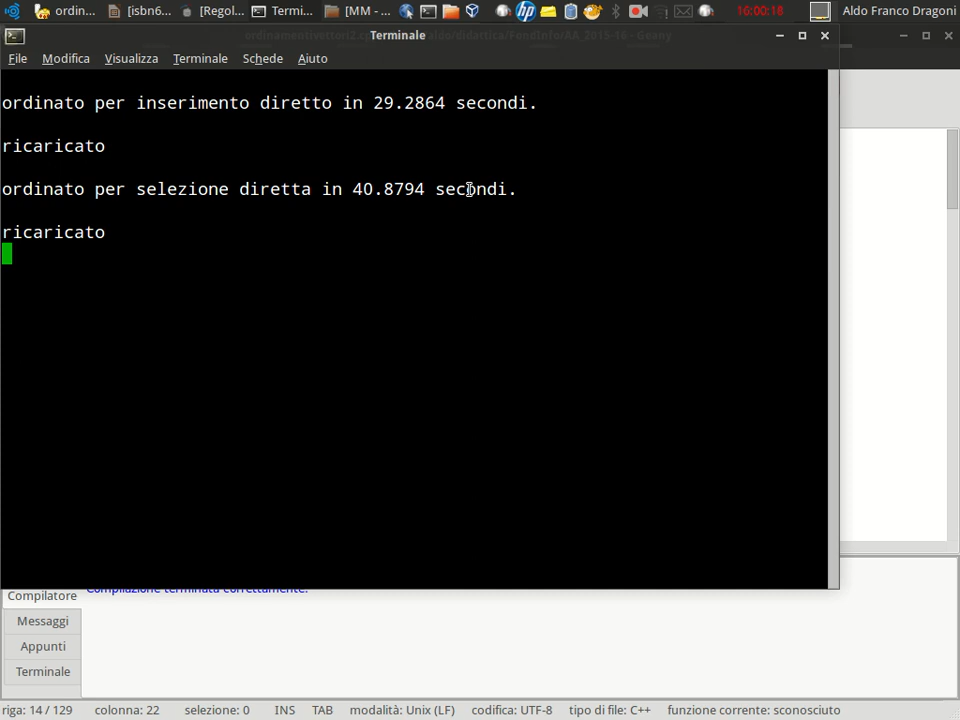 ordin... [isbn6... [Regol... Termi... [MM - ... 16:00:18 Aldo Franco Dragoni
Terminale
File Modifica Visualizza Terminale Schede Aiuto
ordinato per inserimento diretto in 29.2864 secondi.
ricaricato
ordinato per selezione diretta in 40.8794 secondi.
ricaricato
Compilazione terminata correttamente.
Compilatore
Messaggi
Appunti
Terminale
riga: 14 / 129 colonna: 22 selezione: 0 INS TAB modalità: Unix (LF) codifica: UTF-8 tipo di file: C++ funzione corrente: sconosciuto